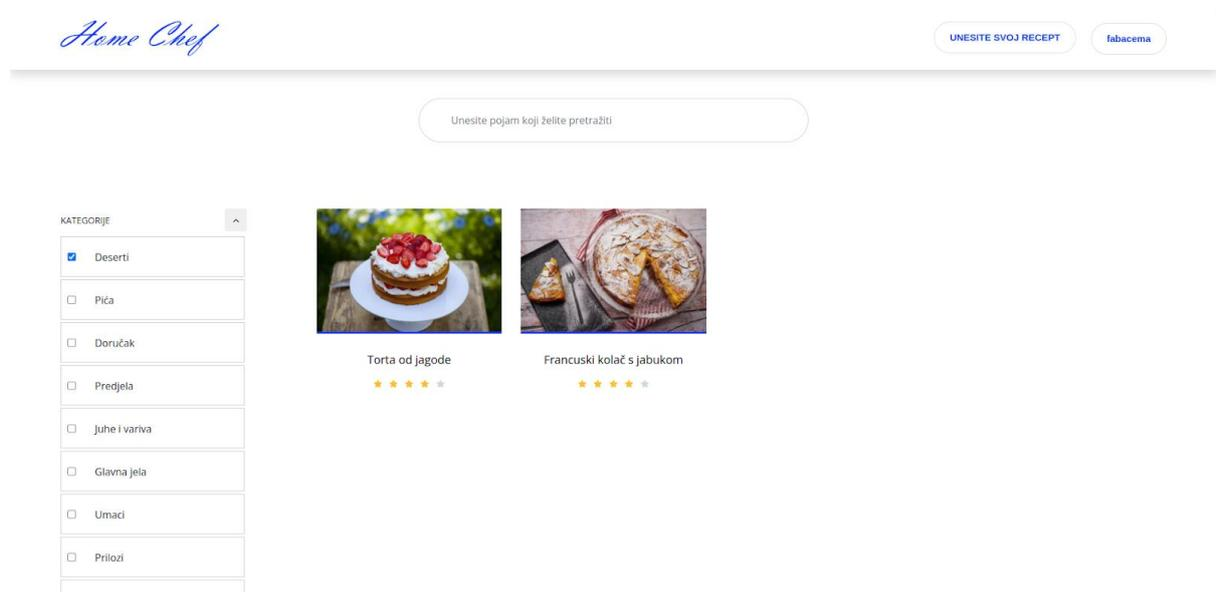 Home Chef
UNESITE SVOJ RECEPT
fabacema
Unesite pojam koji želite pretražiti
KATEGORIJE
Deserti
Pića
Doručak
Predjela
Juhe i variva
Glavna jela
Umaci
Prilozi
Torta od jagode
Francuski kolač s jabukom